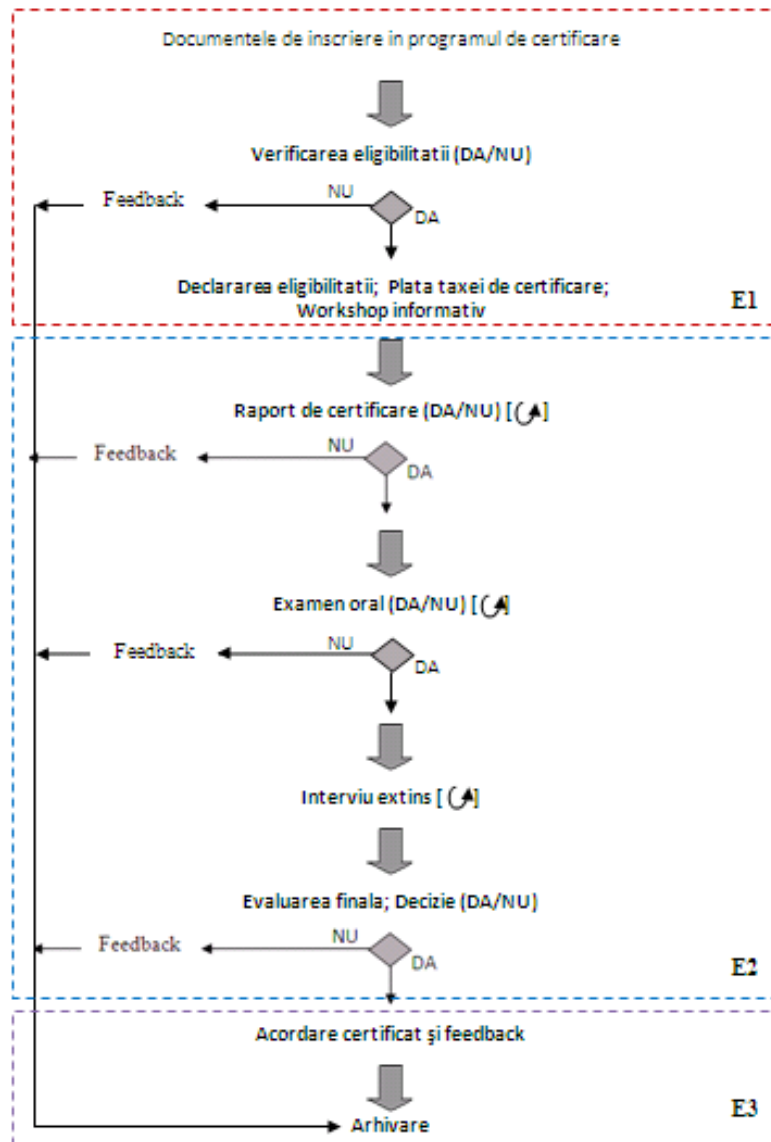 Documentele de inscriere in programul de certificare
Verificarea eligibilitatii (DA/NU)
Feedback
NU
DA
Declararea eligibilitatii; Plata taxei de certificare;
Workshop informativ
E1
Raport de certificare (DA/NU) []
Feedback
NU
DA
Examen oral (DA/NU) []
Feedback
NU
DA
Interviu extins []
Evaluarea finala; Decizie (DA/NU)
Feedback
NU
DA
E2
Acordare certificat şi feedback
E3
Arhivare